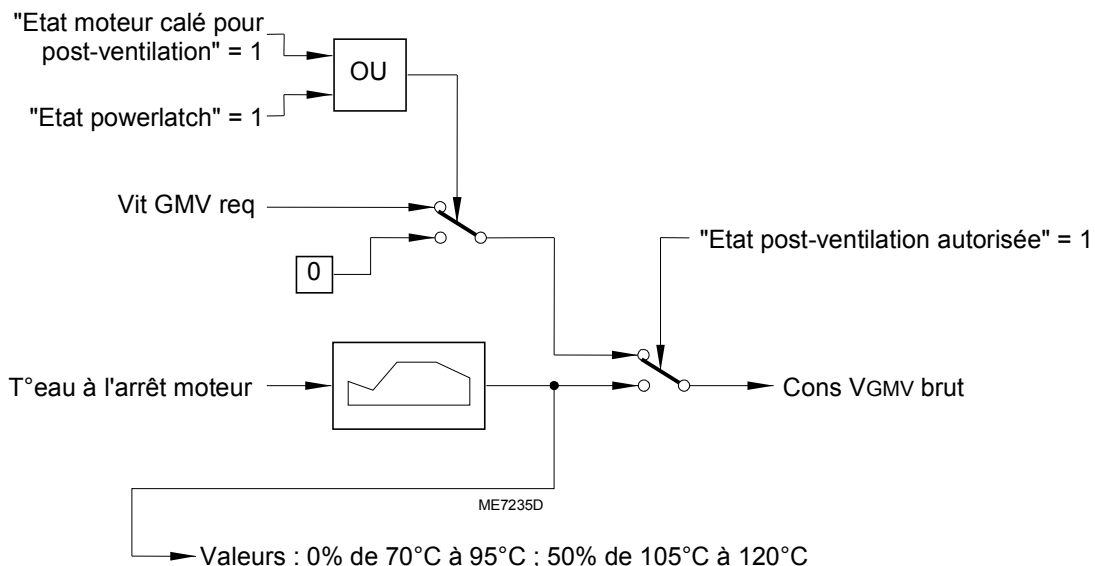 "Etat moteur calé pour
post-ventilation" = 1
OU
"Etat powerlatch" = 1
Vit GMV req
"Etat post-ventilation autorisée" = 1
0
T°eau à l'arrêt moteur
Cons VGMV brut
ME7235D
Valeurs : 0% de 70°C à 95°C ; 50% de 105°C à 120°C